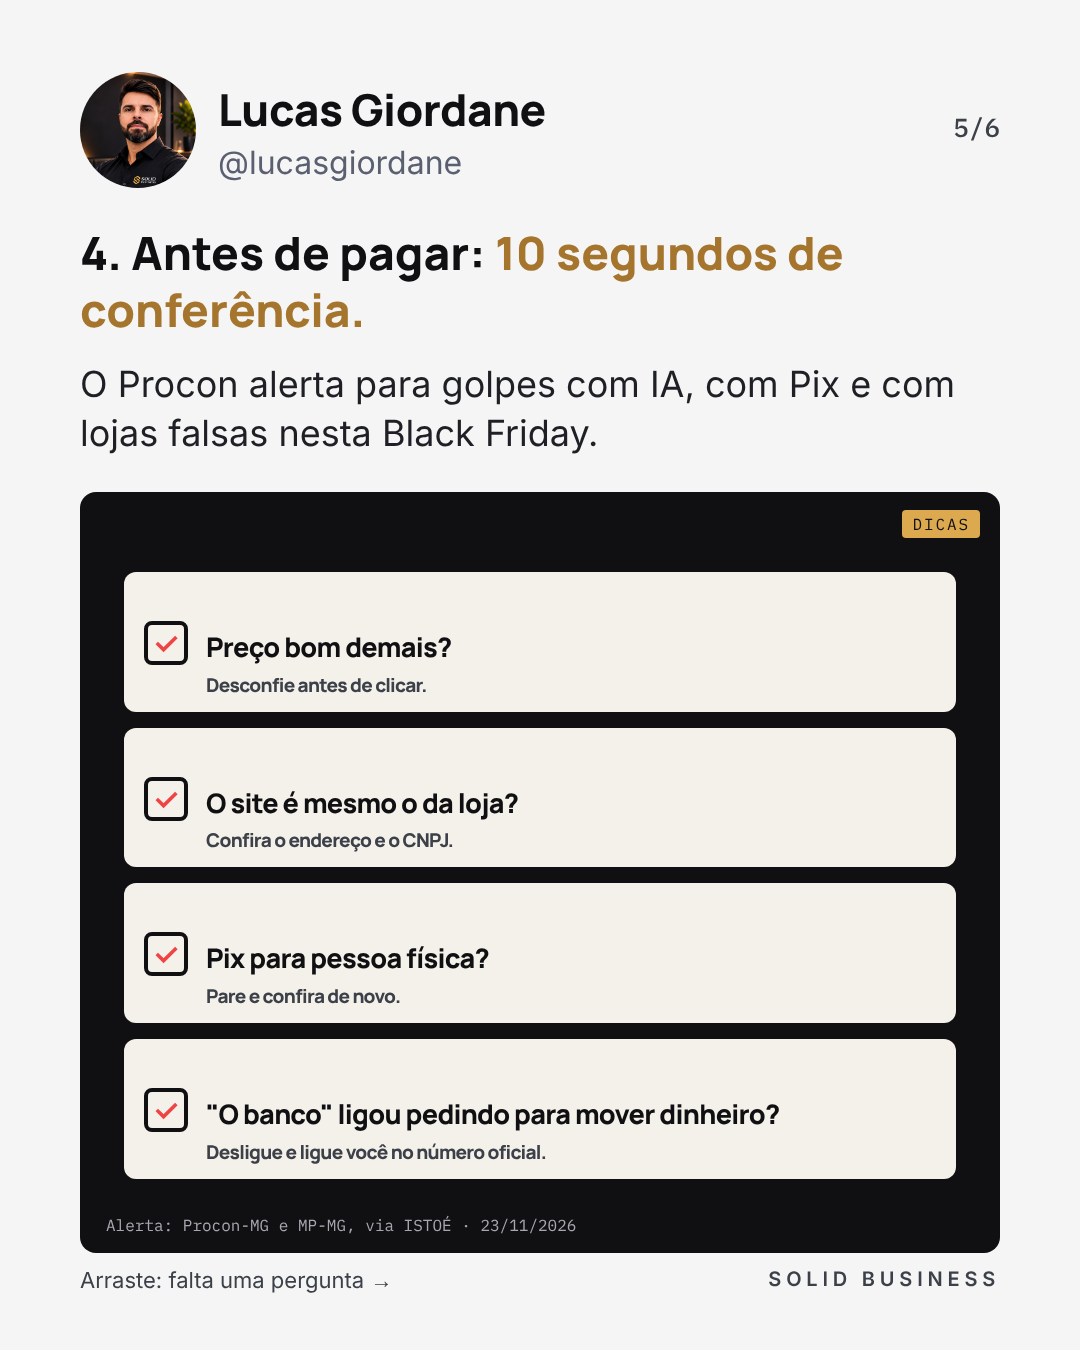 Lucas Giordane
@lucasgiordane
5/6
4. Antes de pagar: 10 segundos de
conferência.
O Procon alerta para golpes com IA, com Pix e com
lojas falsas nesta Black Friday.
DICAS
Preço bom demais?
Desconfie antes de clicar.
O site é mesmo o da loja?
Confira o endereço e o CNPJ.
Pix para pessoa física?
Pare e confira de novo.
"O banco" ligou pedindo para mover dinheiro?
Desligue e ligue você no número oficial.
Alerta: Procon-MG e MP-MG, via ISTOÉ · 23/11/2026
Arraste: falta uma pergunta →
SOLID BUSINESS